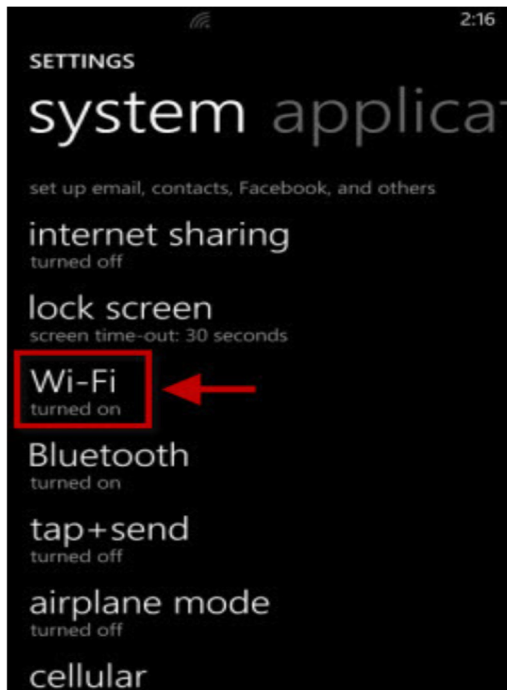 2:16
SETTINGS
system applica
set up email, contacts, Facebook, and others
internet sharing
turned off
lock screen
screen time-out: 30 seconds
Wi-Fi
turned on
Bluetooth
turned on
tap+send
turned off
airplane mode
turned off
cellular